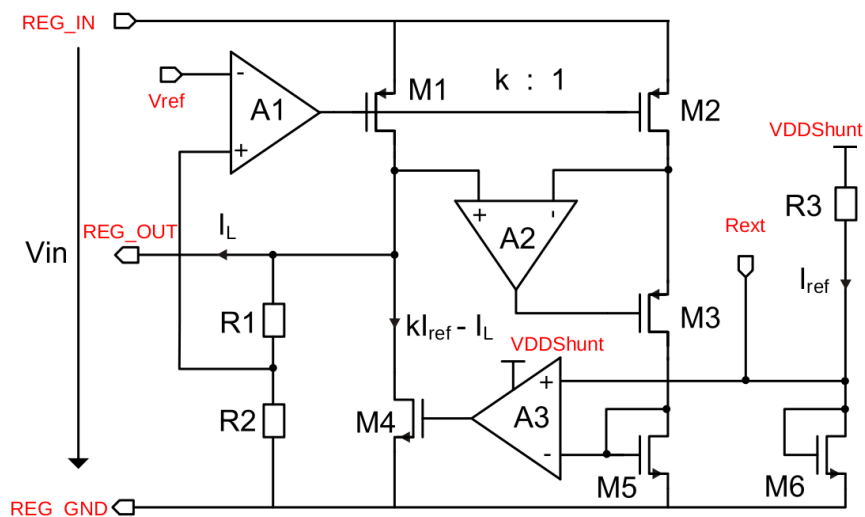 REG_IN
Vref
-
A1
+
M1
k : 1
M2
VDDShunt
R3
Rext
Iref
+
-
A2
REG_OUT
IL
Vin
R1
kIref - IL
M3
VDDShunt
+
A3
-
R2
M4
M5
M6
REG_GND